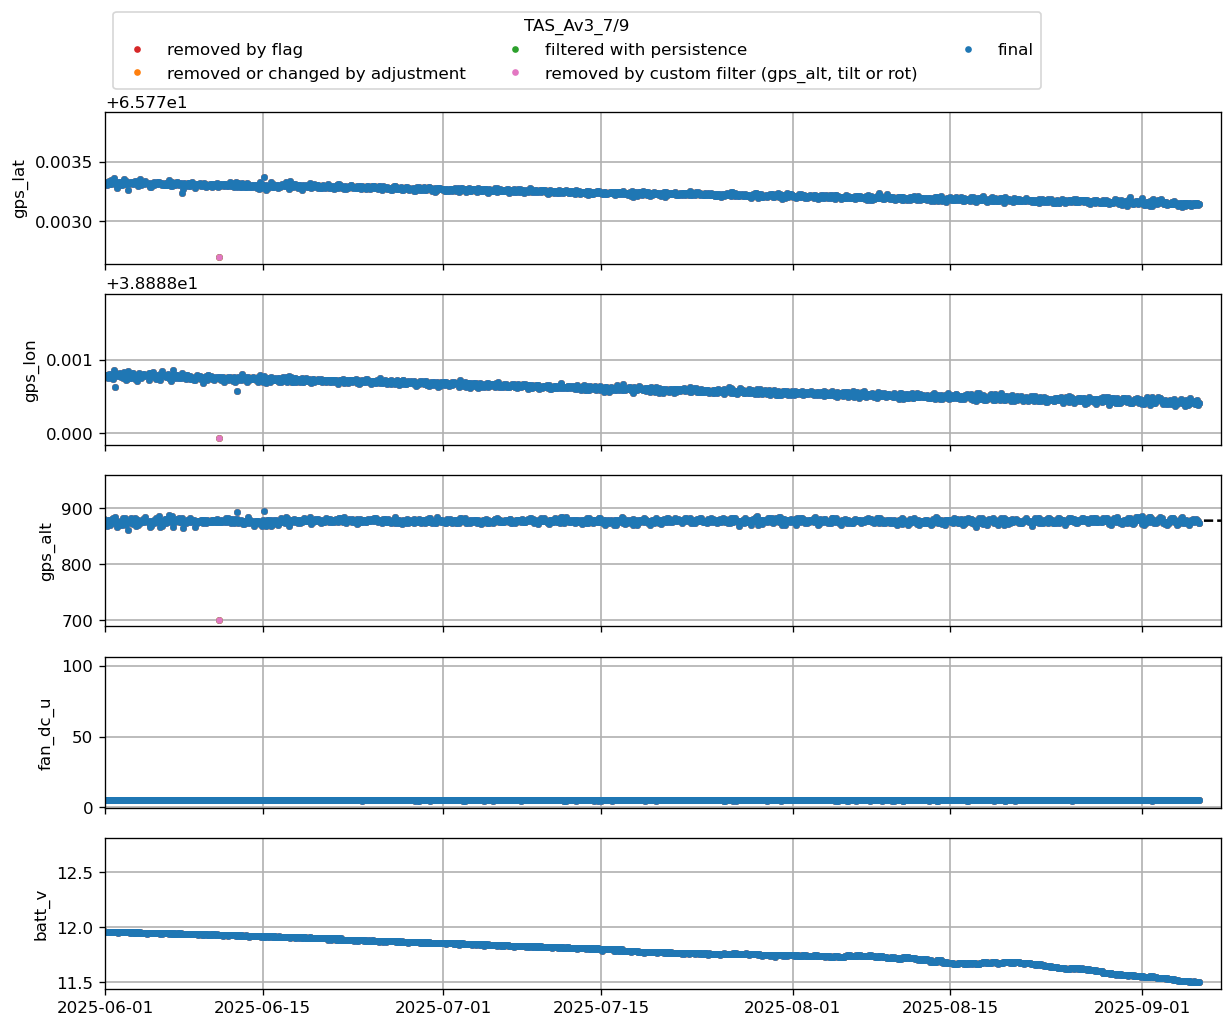 TAS_Av3_7/9
removed by flag
removed or changed by adjustment
filtered with persistence
removed by custom filter (gps_alt, tilt or rot)
final
+6.577e1
gps_lat
0.0035
0.0030
+3.8888e1
gps_lon
0.001
0.000
gps_alt
900
800
700
fan_dc_u
100
50
0
batt_v
12.5
12.0
11.5
2025-06-01
2025-06-15
2025-07-01
2025-07-15
2025-08-01
2025-08-15
2025-09-01